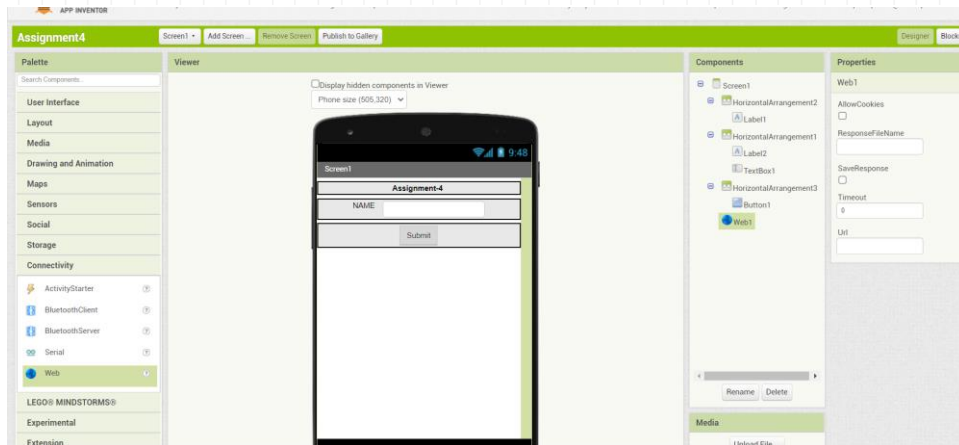 APP INVENTOR
Assignment4
Screen1
Add Screen ...
Remove Screen
Publish to Gallery
Designer
Palette
Search Components...
User Interface
Layout
Media
Drawing and Animation
Maps
Sensors
Social
Storage
Connectivity
ActivityStarter
BluetoothClient
BluetoothServer
Serial
Web
LEGO® MINDSTORMS®
Experimental
Extension
Viewer
Display hidden components in Viewer
Phone size (505,320)
9:48
Screen1
Assignment-4
NAME
Submit
Components
Screen1
HorizontalArrangement2
Label1
HorizontalArrangement1
Label2
TextBox1
HorizontalArrangement3
Button1
Web1
Rename
Delete
Media
Upload File ...
Properties
Web1
AllowCookies
ResponseFileName
SaveResponse
Timeout
0
Url